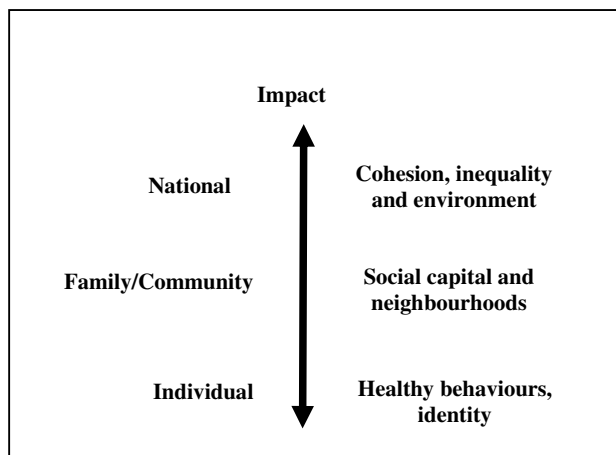 Impact
National
Cohesion, inequality
and environment
Family/Community
Social capital and
neighbourhoods
Individual
Healthy behaviours,
identity